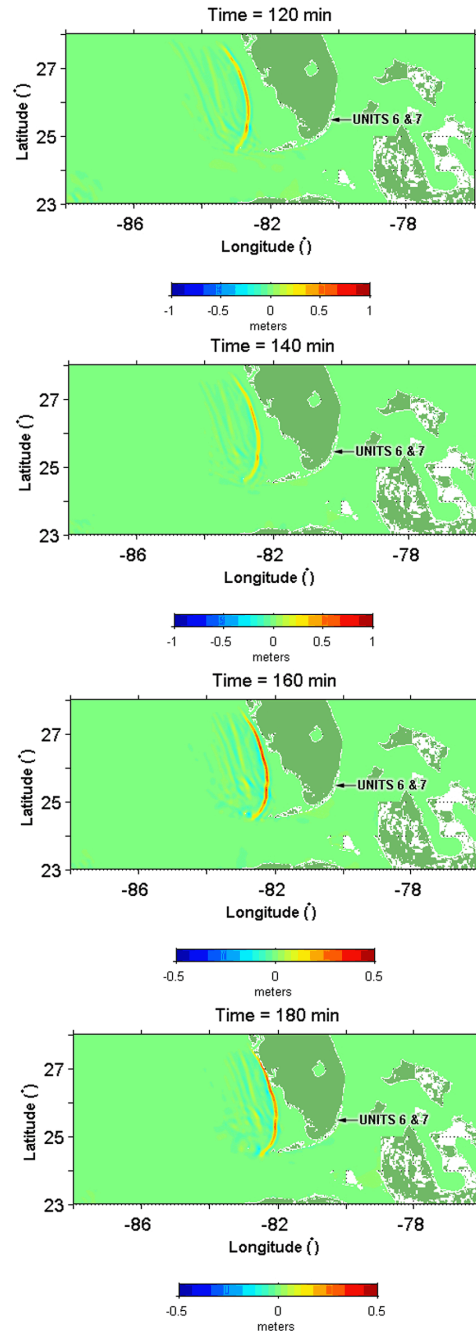 Time = 120 min
27
25
23
Latitude (°)
UNITS 6 & 7
-86
-82
-78
Longitude (°)
-1
-0.5
0
0.5
1
meters
Time = 140 min
27
25
23
Latitude (°)
UNITS 6 & 7
-86
-82
-78
Longitude (°)
-1
-0.5
0
0.5
1
meters
Time = 160 min
27
25
23
Latitude (°)
UNITS 6 & 7
-86
-82
-78
Longitude (°)
-0.5
0
0.5
meters
Time = 180 min
27
25
23
Latitude (°)
UNITS 6 & 7
-86
-82
-78
Longitude (°)
-0.5
0
0.5
meters